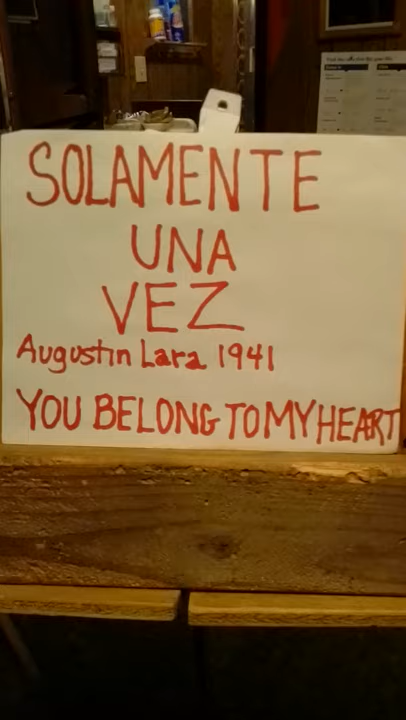 SOLAMENTE
UNA
VEZ
Augustin Lara 1941
YOU BELONG TO MY HEART